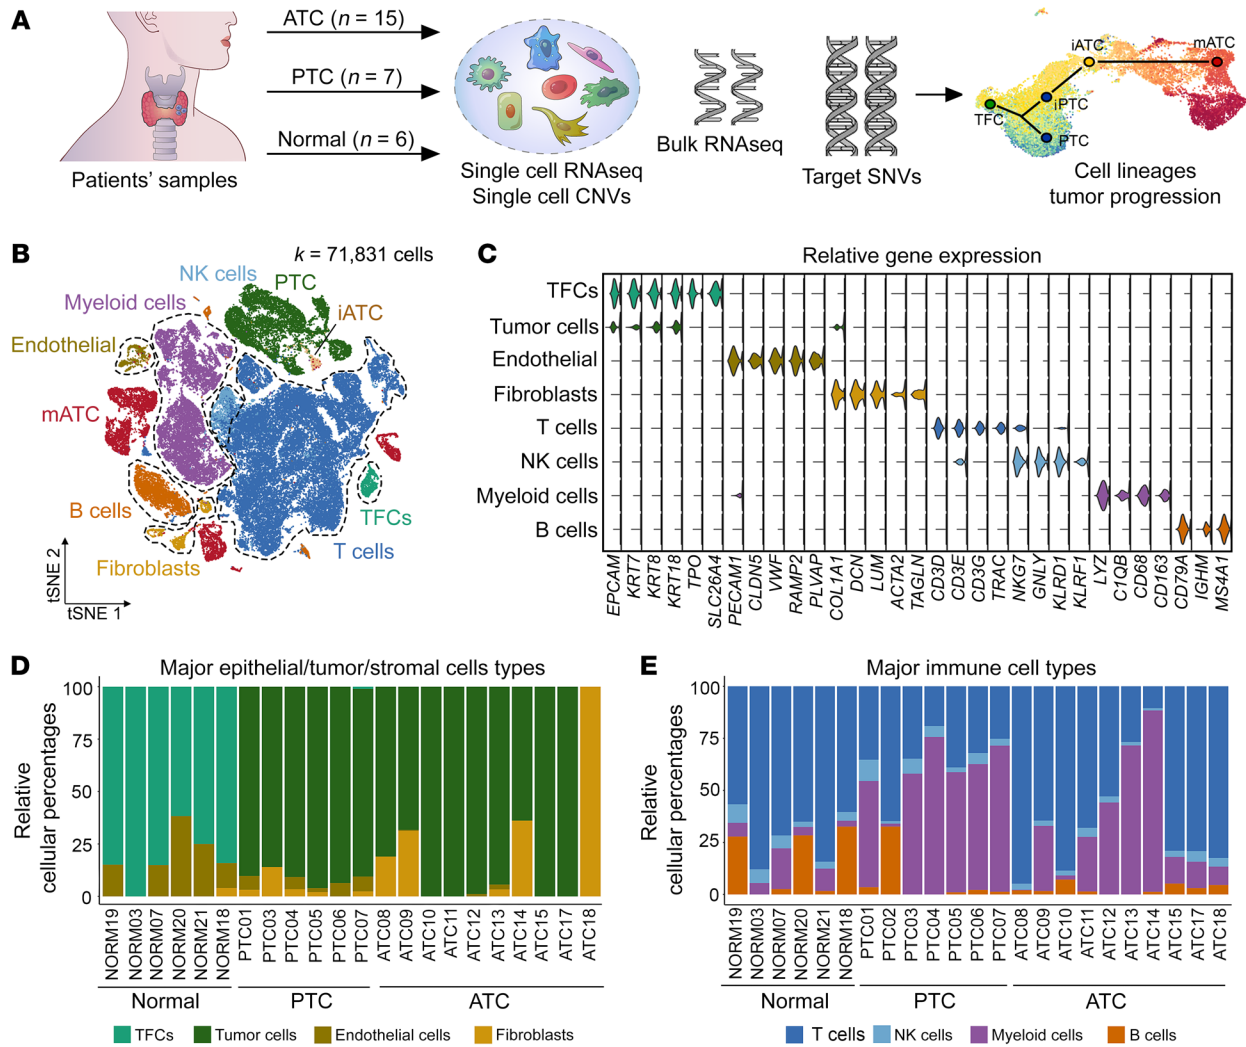 A
ATC (n = 15)
PTC (n = 7)
Normal (n = 6)
Patients' samples
Single cell RNAseq
Single cell CNVs
Bulk RNAseq
Target SNVs
iATC
mATC
TFC
iPTC
PTC
Cell lineages
tumor progression
B
k = 71,831 cells
NK cells
PTC
Myeloid cells
iATC
Endothelial
mATC
B cells
TFCs
T cells
Fibroblasts
tSNE 2
tSNE 1
C
Relative gene expression
TFCs
Tumor cells
Endothelial
Fibroblasts
T cells
NK cells
Myeloid cells
B cells
EPCAM
KRT7
KRT8
KRT18
TPO
SLC26A4
PECAM1
CLDN5
VWF
RAMP2
PLVAP
COL1A1
DCN
LUM
ACTA2
TAGLN
CD3D
CD3E
CD3G
TRAC
NKG7
GNLY
KLRD1
KLRF1
LYZ
C1QB
CD68
CD163
CD79A
IGHM
MS4A1
D
Major epithelial/tumor/stromal cells types
Relative
cellular percentages
100
75
50
25
0
NORM19
NORM03
NORM07
NORM20
NORM21
NORM18
PTC01
PTC03
PTC04
PTC05
PTC06
PTC07
ATC08
ATC09
ATC10
ATC11
ATC12
ATC13
ATC14
ATC15
ATC17
ATC18
Normal
PTC
ATC
TFCs
Tumor cells
Endothelial cells
Fibroblasts
E
Major immune cell types
Relative
cellular percentages
100
75
50
25
0
NORM19
NORM03
NORM07
NORM20
NORM21
NORM18
PTC01
PTC02
PTC03
PTC04
PTC05
PTC06
PTC07
ATC08
ATC09
ATC10
ATC11
ATC12
ATC13
ATC14
ATC15
ATC17
ATC18
Normal
PTC
ATC
T cells
NK cells
Myeloid cells
B cells